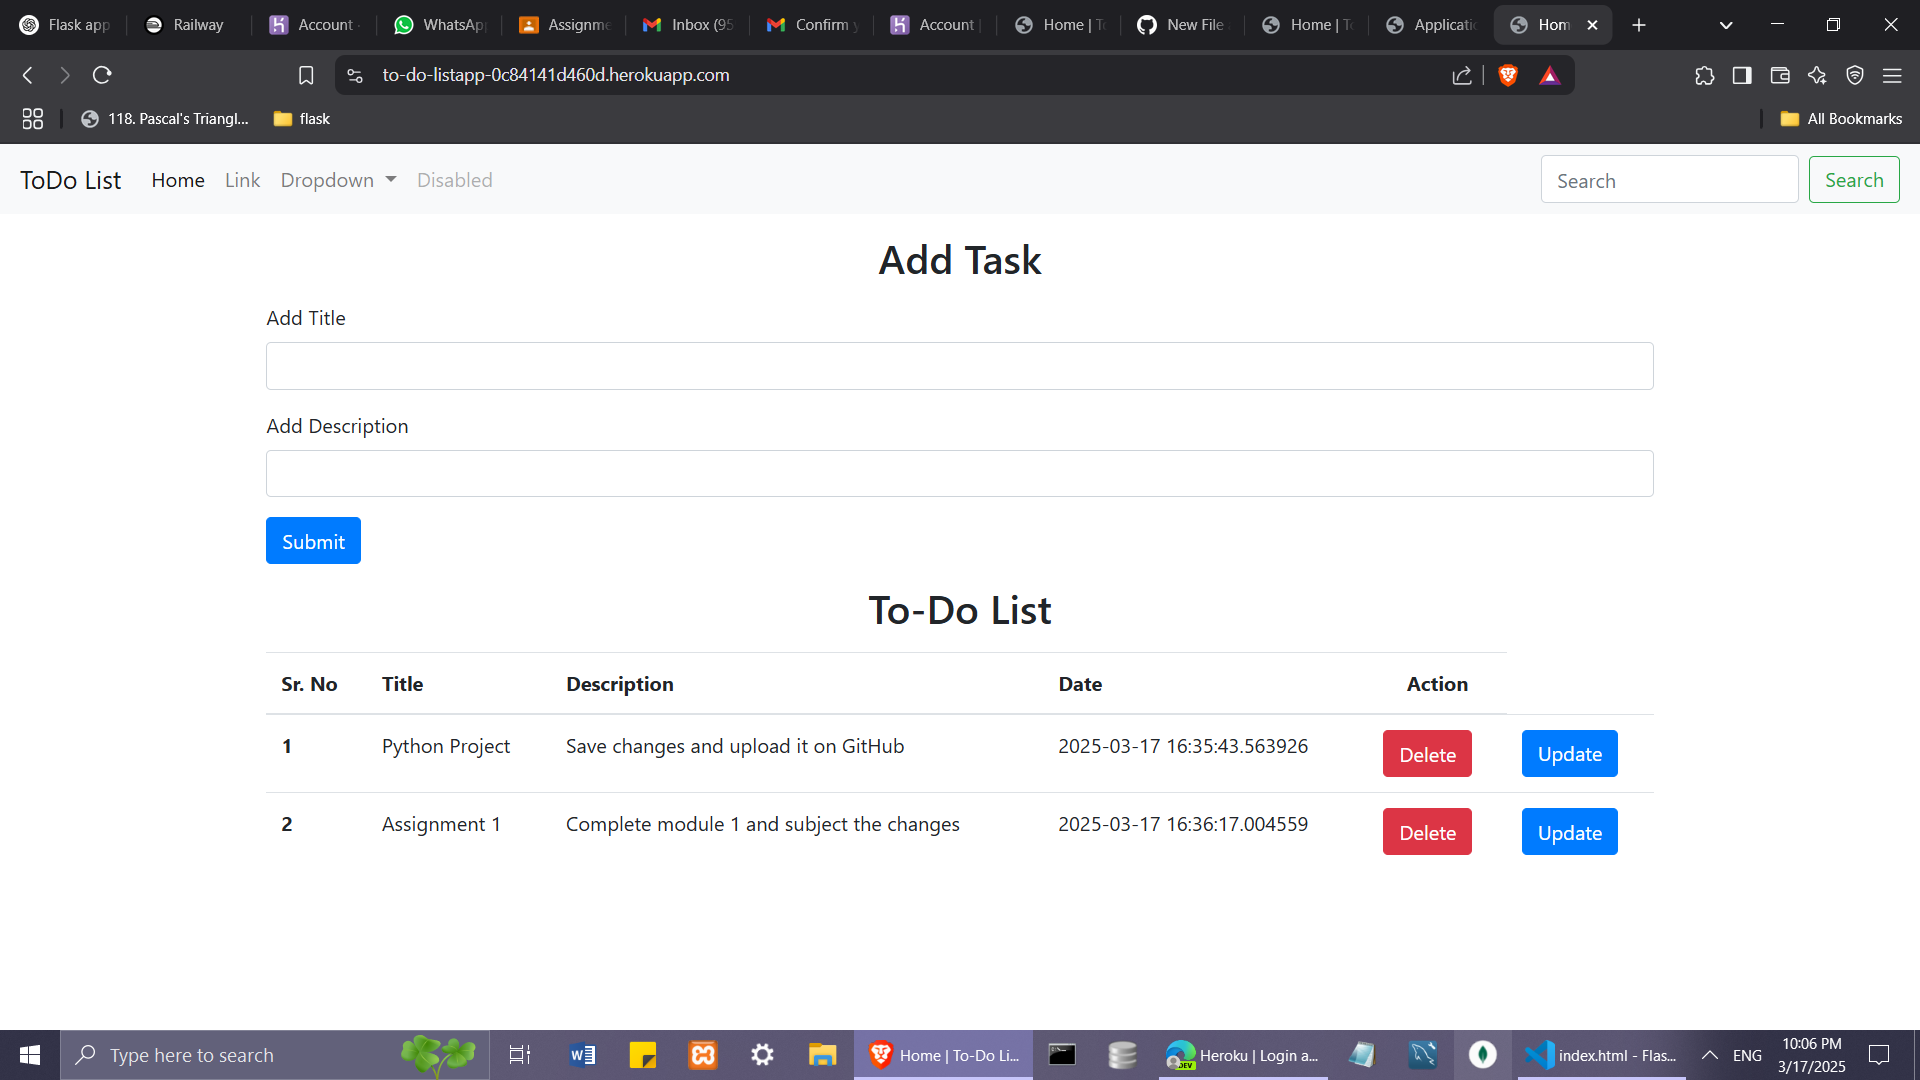 Flask app
Railway
Account
WhatsAp
Assignme
Inbox (95
Confirm y
Account
Home | To
New File
Home | To
Applicatio
Hom
to-do-listapp-0c84141d460d.herokuapp.com
118. Pascal's Triangl...
flask
All Bookmarks
ToDo List
Home
Link
Dropdown
Disabled
Search
Search
Add Task
Add Title
Add Description
Submit
To-Do List
Sr. No Title Description Date Action
1 Python Project Save changes and upload it on GitHub 2025-03-17 16:35:43.563926 Delete Update
2 Assignment 1 Complete module 1 and subject the changes 2025-03-17 16:36:17.004559 Delete Update
Type here to search
Home | To-Do Li...
DEV
Heroku | Login a...
index.html - Flas...
ENG
10:06 PM
3/17/2025